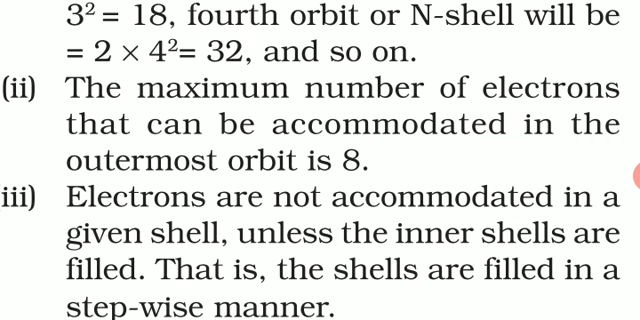 3² = 18, fourth orbit or N-shell will be
= 2 × 4²= 32, and so on.
(ii) The maximum number of electrons
that can be accommodated in the
outermost orbit is 8.
iii) Electrons are not accommodated in a
given shell, unless the inner shells are
filled. That is, the shells are filled in a
step-wise manner.